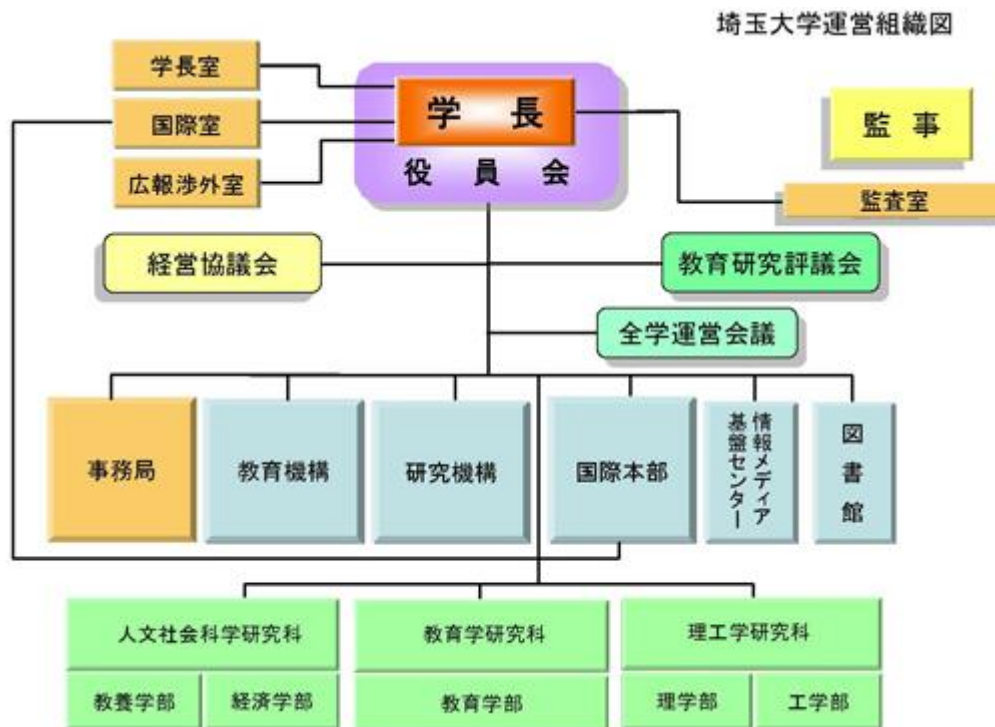 埼玉大学運営組織図
学長室
国際室
広報渉外室
学長
役員会
監事
監査室
経営協議会
教育研究評議会
全学運営会議
事務局
教育機構
研究機構
国際本部
情報メディア
基盤センター
図書館
人文社会科学研究科
教育学研究科
理工学研究科
教養学部
経済学部
教育学部
理学部
工学部